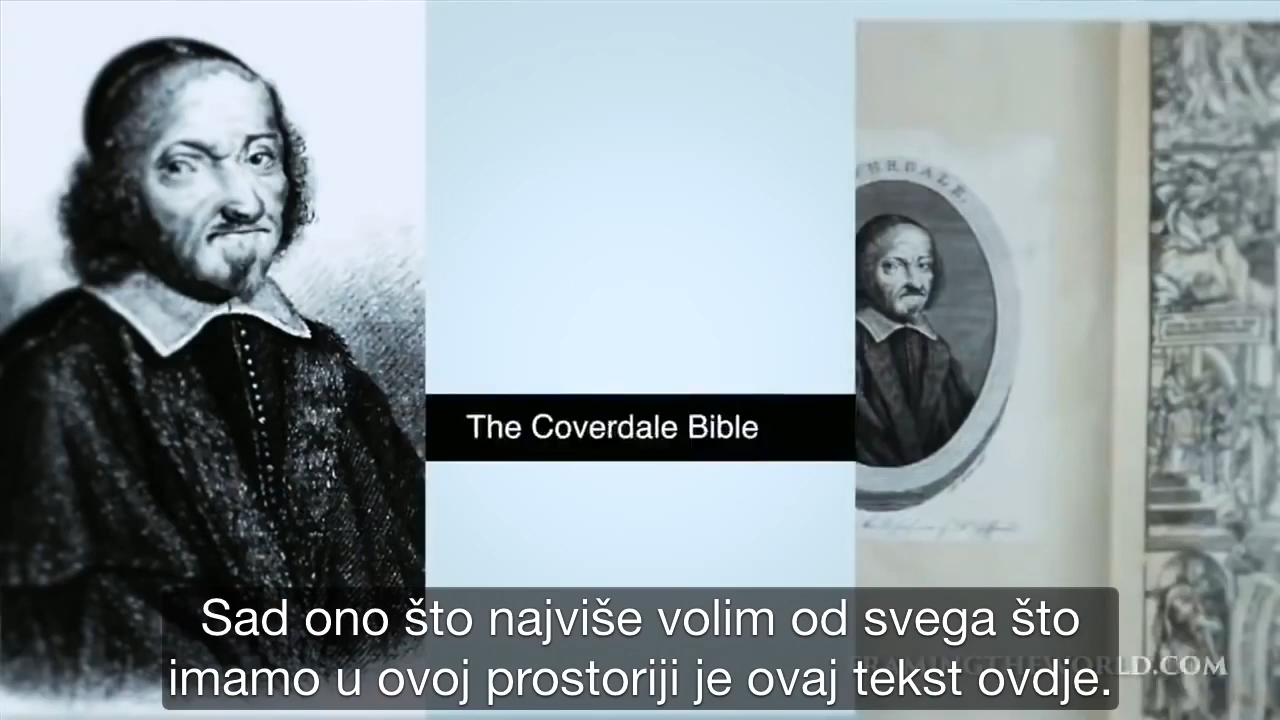 The Coverdale Bible
Sad ono što najviše volim od svega što
imamo u ovoj prostoriji je ovaj tekst ovdje.